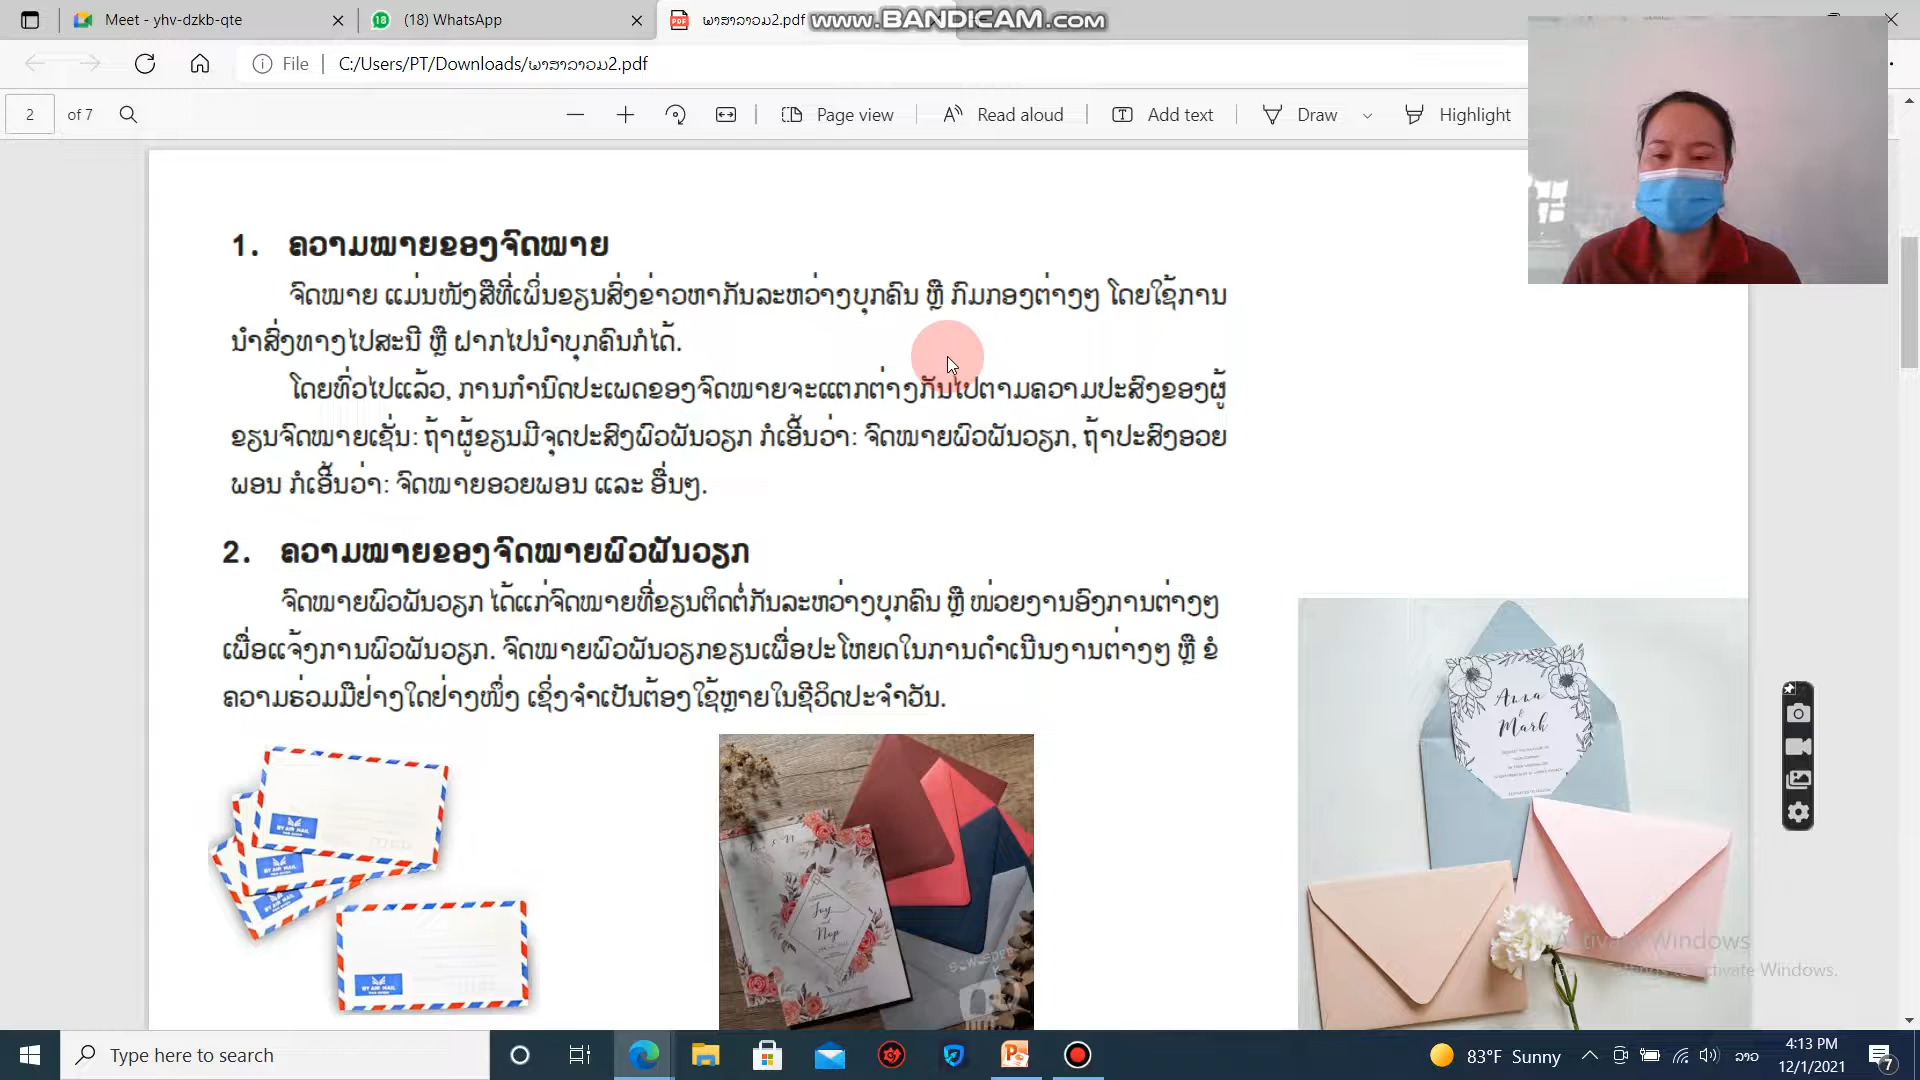 Meet - yhv-dzkb-qte
(18) WhatsApp
ພາສາລາວມ2.pdf
www.BANDICAM.com
File
C:/Users/PT/Downloads/ພາສາລາວມ2.pdf
2 of 7
Page view
Read aloud
Add text
Draw
Highlight
1. ຄວາມໝາຍຂອງຈົດໝາຍ
ຈົດໝາຍ ແມ່ນໜັງສືທີ່ເພິ່ນຂຽນສົ່ງຂ່າວຫາກັນລະຫວ່າງບຸກຄົນ ຫຼື ກົມກອງຕ່າງໆ ໂດຍໃຊ້ການ
ນຳສົ່ງທາງໄປສະນີ ຫຼື ຝາກໄປນຳບຸກຄົນກໍໄດ້.
ໂດຍທົ່ວໄປແລ້ວ, ການກຳນົດປະເພດຂອງຈົດໝາຍຈະແຕກຕ່າງກັນໄປຕາມຄວາມປະສົງຂອງຜູ້
ຂຽນຈົດໝາຍເຊັ່ນ: ຖ້າຜູ້ຂຽນມີຈຸດປະສົງພົວພັນວຽກ ກໍເອີ້ນວ່າ: ຈົດໝາຍພົວພັນວຽກ, ຖ້າປະສົງອວຍ
ພອນ ກໍເອີ້ນວ່າ: ຈົດໝາຍອວຍພອນ ແລະ ອື່ນໆ.
2. ຄວາມໝາຍຂອງຈົດໝາຍພົວພັນວຽກ
ຈົດໝາຍພົວພັນວຽກ ໄດ້ແກ່ຈົດໝາຍທີ່ຂຽນຕິດຕໍ່ກັນລະຫວ່າງບຸກຄົນ ຫຼື ໜ່ວຍງານອົງການຕ່າງໆ
ເພື່ອແຈ້ງການພົວພັນວຽກ. ຈົດໝາຍພົວພັນວຽກຂຽນເພື່ອປະໂຫຍດໃນການດຳເນີນງານຕ່າງໆ ຫຼື ຂໍ
ຄວາມຮ່ວມມືຢ່າງໃດຢ່າງໜຶ່ງ ເຊິ່ງຈຳເປັນຕ້ອງໃຊ້ຫຼາຍໃນຊີວິດປະຈຳວັນ.
BY AIR MAIL
BY AIR MAIL
BY AIR MAIL
BY AIR MAIL
Joy
Nop
Anna
&
Mark
Activate Windows
Type here to search
83°F Sunny
ລາວ
4:13 PM
12/1/2021
7